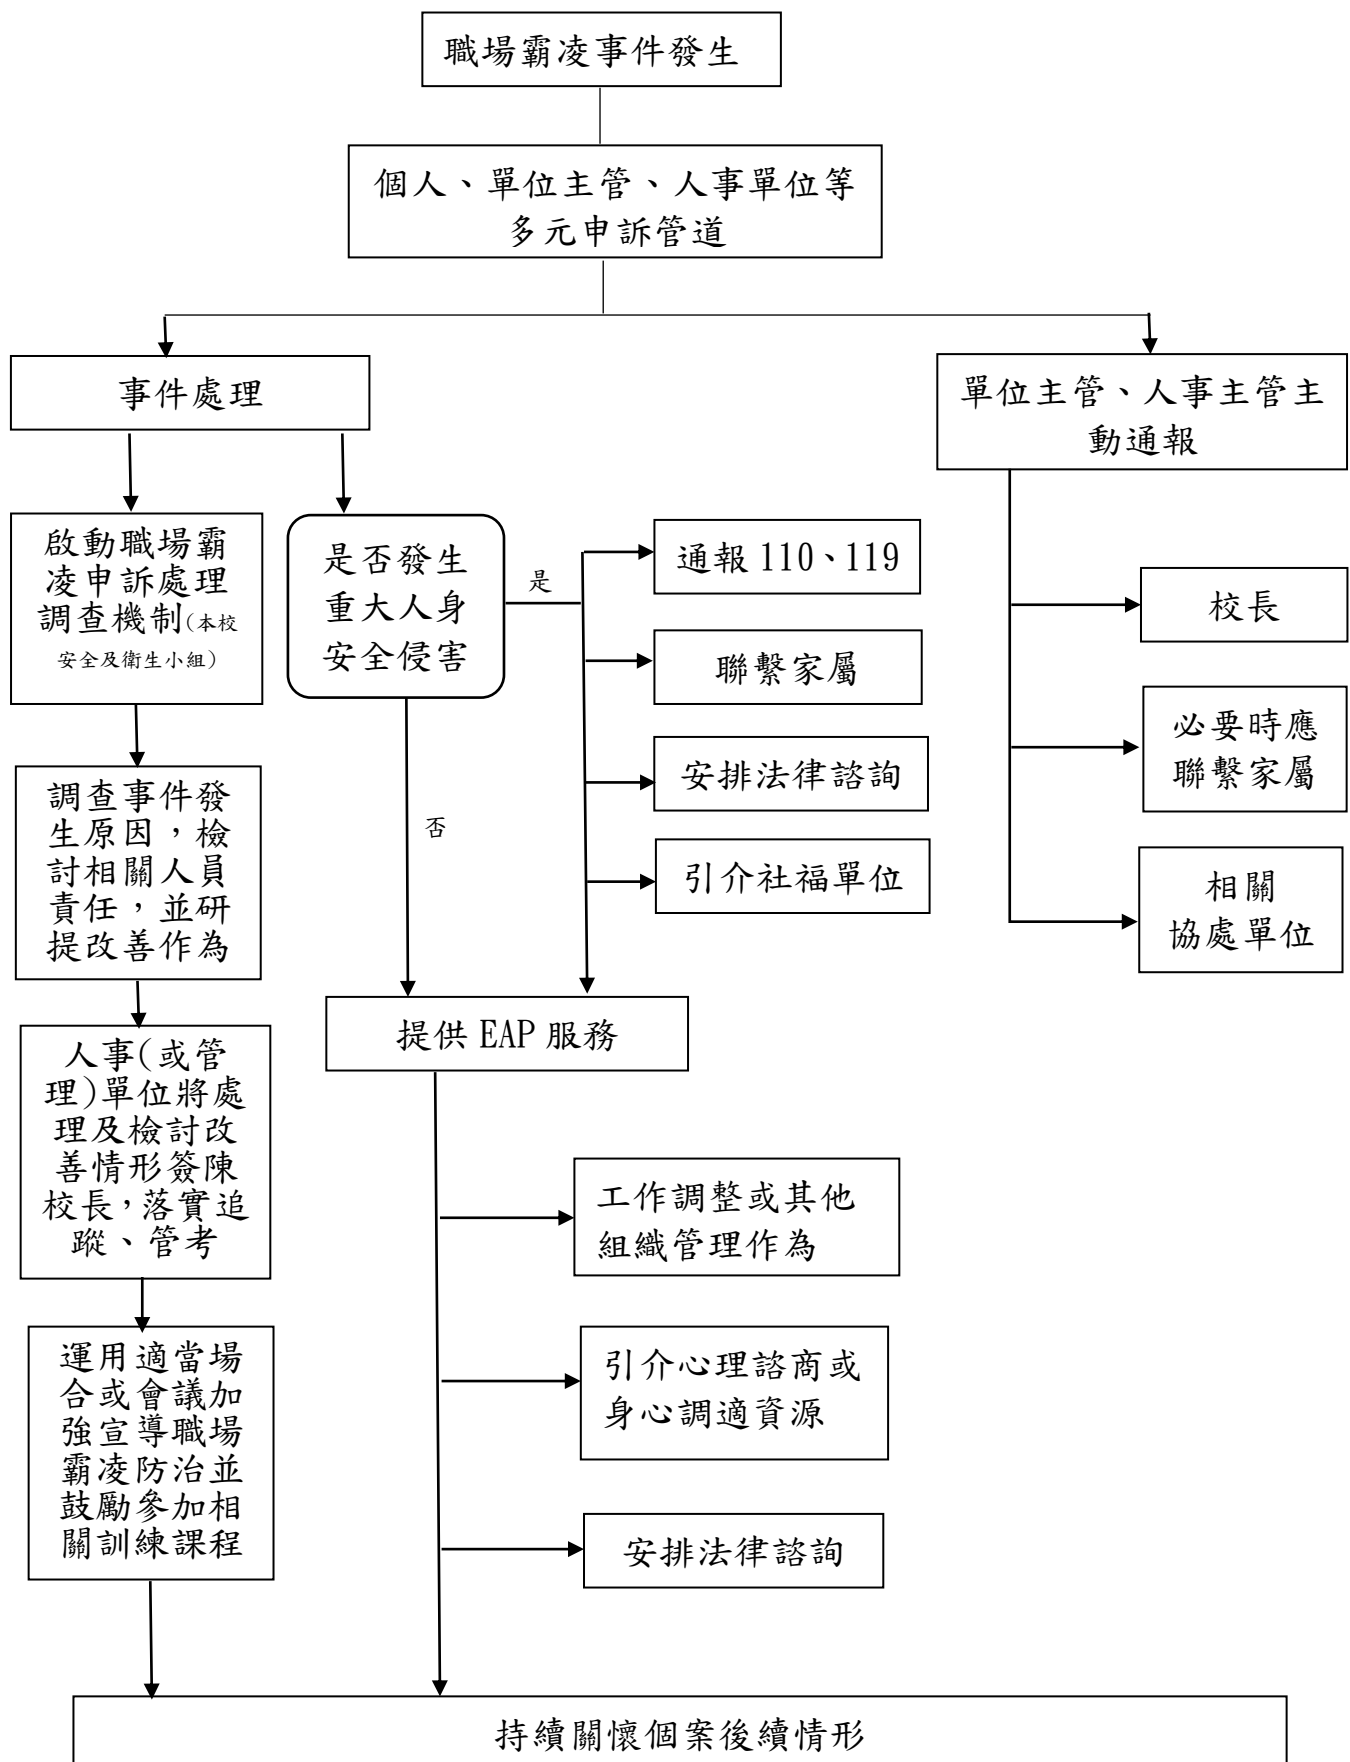 職場霸凌事件發生
個人、單位主管、人事單位等
多元申訴管道
事件處理
單位主管、人事主管主
動通報
啟動職場霸
凌申訴處理
調查機制(本校
安全及衛生小組)
是否發生
重大人身
安全侵害
是
否
通報 110、119
聯繫家屬
安排法律諮詢
引介社福單位
校長
必要時應
聯繫家屬
相關
協處單位
調查事件發
生原因，檢
討相關人員
責任，並研
提改善作為
人事(或管
理)單位將處
理及檢討改
善情形簽陳
校長，落實追
蹤、管考
運用適當場
合或會議加
強宣導職場
霸凌防治並
鼓勵參加相
關訓練課程
提供 EAP 服務
工作調整或其他
組織管理作為
引介心理諮商或
身心調適資源
安排法律諮詢
持續關懷個案後續情形